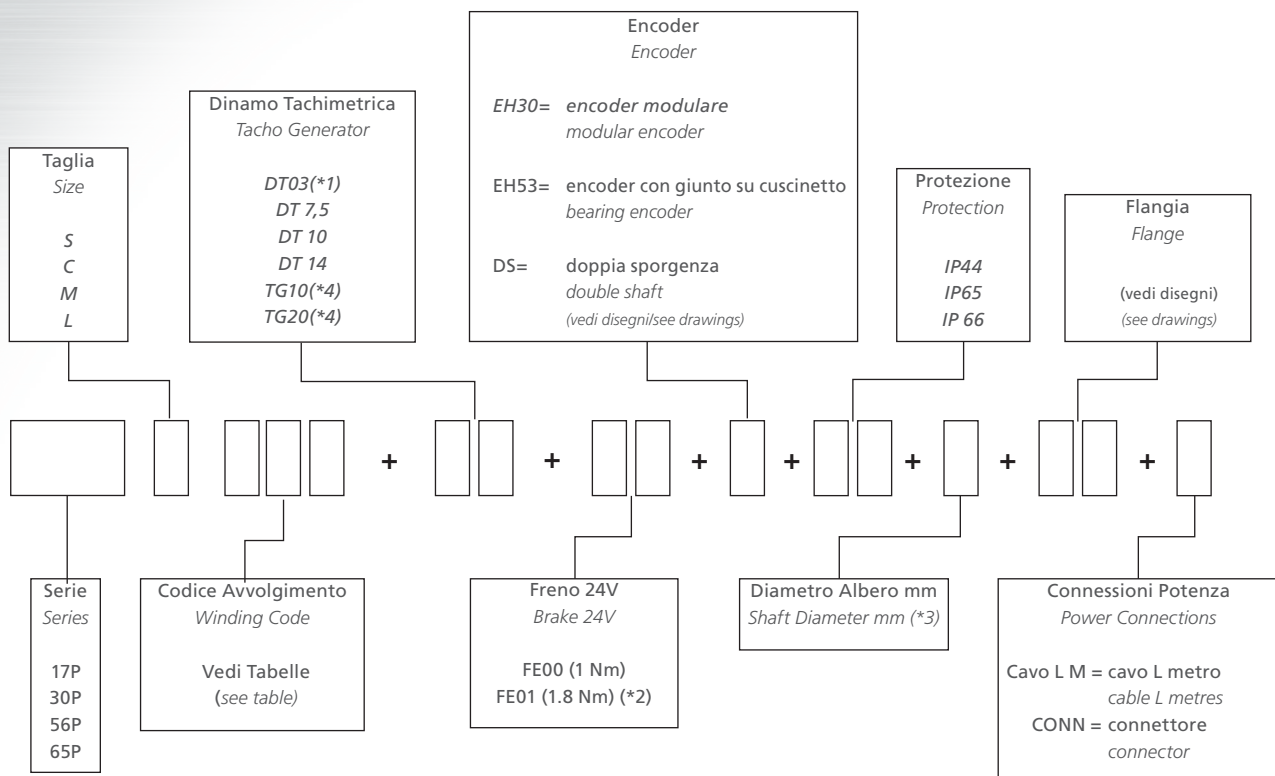 Encoder
Encoder
EH30= encoder modulare
modular encoder
EH53= encoder con giunto su cuscinetto
bearing encoder
DS= doppia sporgenza
double shaft
(vedi disegni/see drawings)
Dinamo Tachimetrica
Tacho Generator
DT03(*1)
DT 7,5
DT 10
DT 14
TG10(*4)
TG20(*4)
Taglia
Size
S
C
M
L
Protezione
Protection
IP44
IP65
IP 66
Flangia
Flange
(vedi disegni)
(see drawings)
+ + + + + + +
Serie
Series
17P
30P
56P
65P
Codice Avvolgimento
Winding Code
Vedi Tabelle
(see table)
Freno 24V
Brake 24V
FE00 (1 Nm)
FE01 (1.8 Nm) (*2)
Diametro Albero mm
Shaft Diameter mm (*3)
Connessioni Potenza
Power Connections
Cavo L M = cavo L metro
cable L metres
CONN = connettore
connector